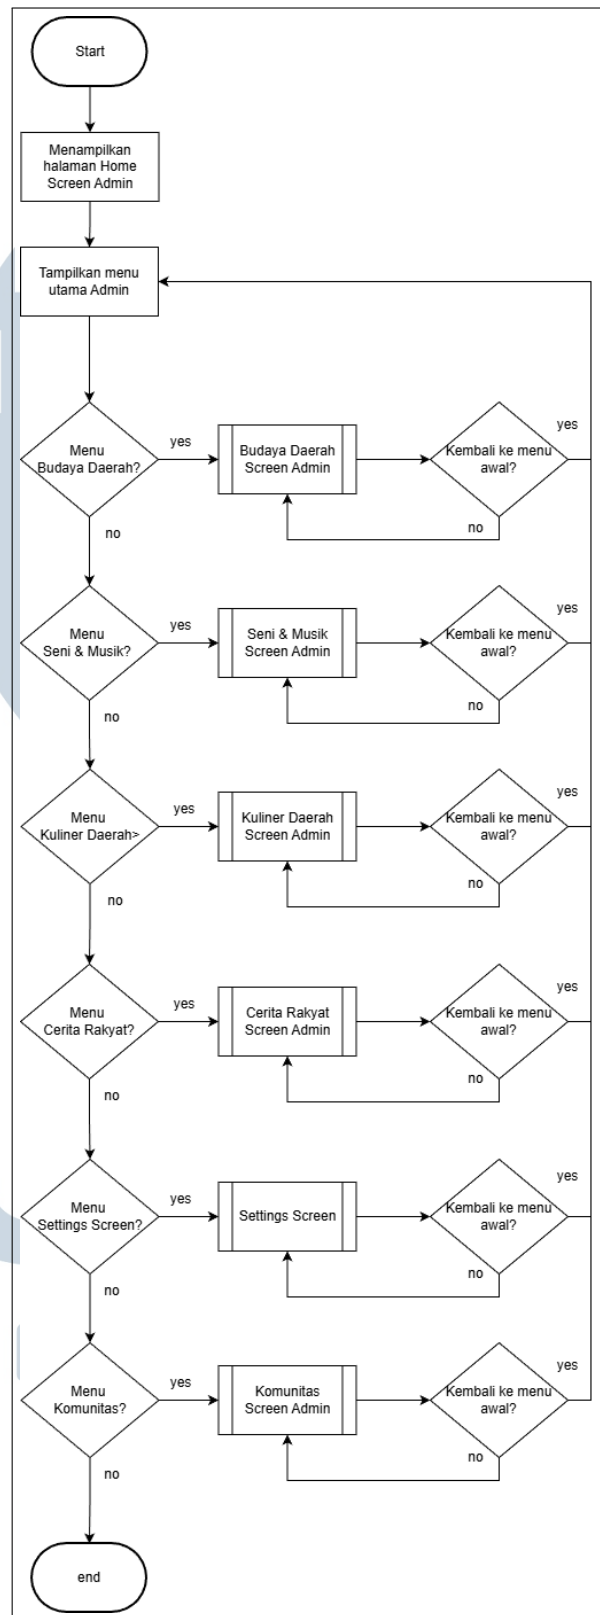 Start
Menampilkan
halaman Home
Screen Admin
Tampilkan menu
utama Admin
Menu
Budaya Daerah?
yes
Budaya Daerah
Screen Admin
Kembali ke menu
awal?
yes
no
no
Menu
Seni & Musik?
yes
Seni & Musik
Screen Admin
Kembali ke menu
awal?
yes
no
no
Menu
Kuliner Daerah>
yes
Kuliner Daerah
Screen Admin
Kembali ke menu
awal?
yes
no
no
Menu
Cerita Rakyat?
yes
Cerita Rakyat
Screen Admin
Kembali ke menu
awal?
yes
no
no
Menu
Settings Screen?
yes
Settings Screen
Kembali ke menu
awal?
yes
no
no
Menu
Komunitas?
yes
Komunitas
Screen Admin
Kembali ke menu
awal?
yes
no
no
end